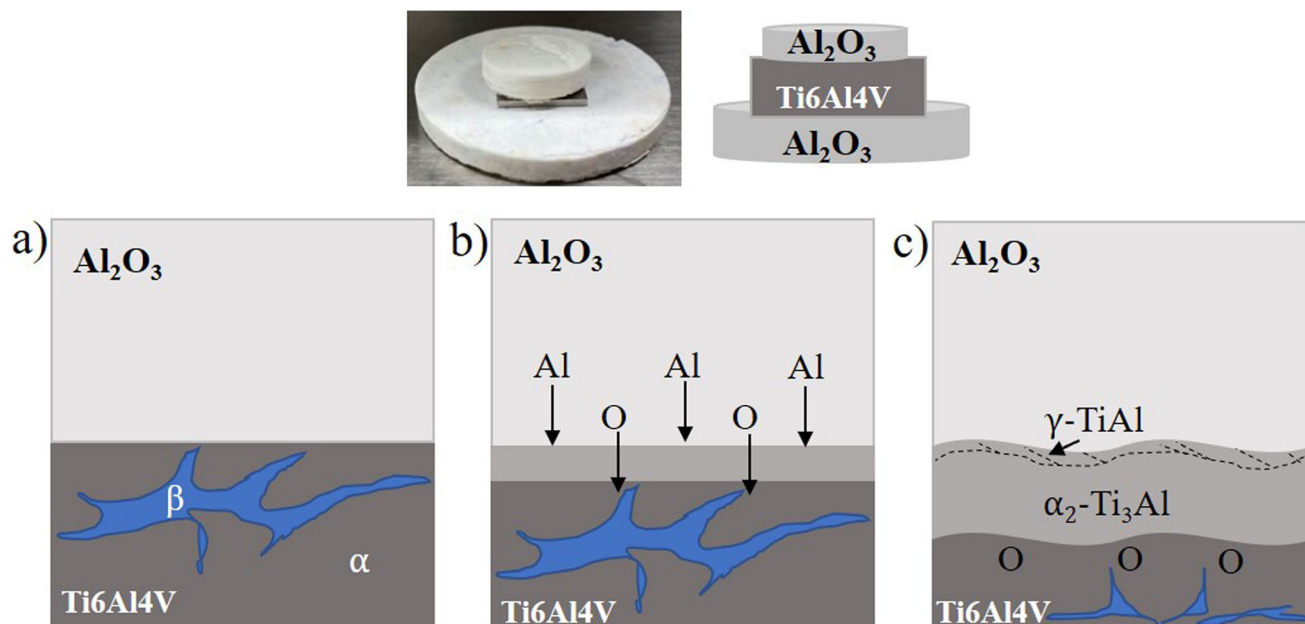 Al₂O₃
Ti6Al4V
Al₂O₃
a)
Al₂O₃
β
α
Ti6Al4V
b)
Al₂O₃
Al Al Al
O O
Ti6Al4V
c)
Al₂O₃
γ-TiAl
α₂-Ti₃Al
O O O
Ti6Al4V